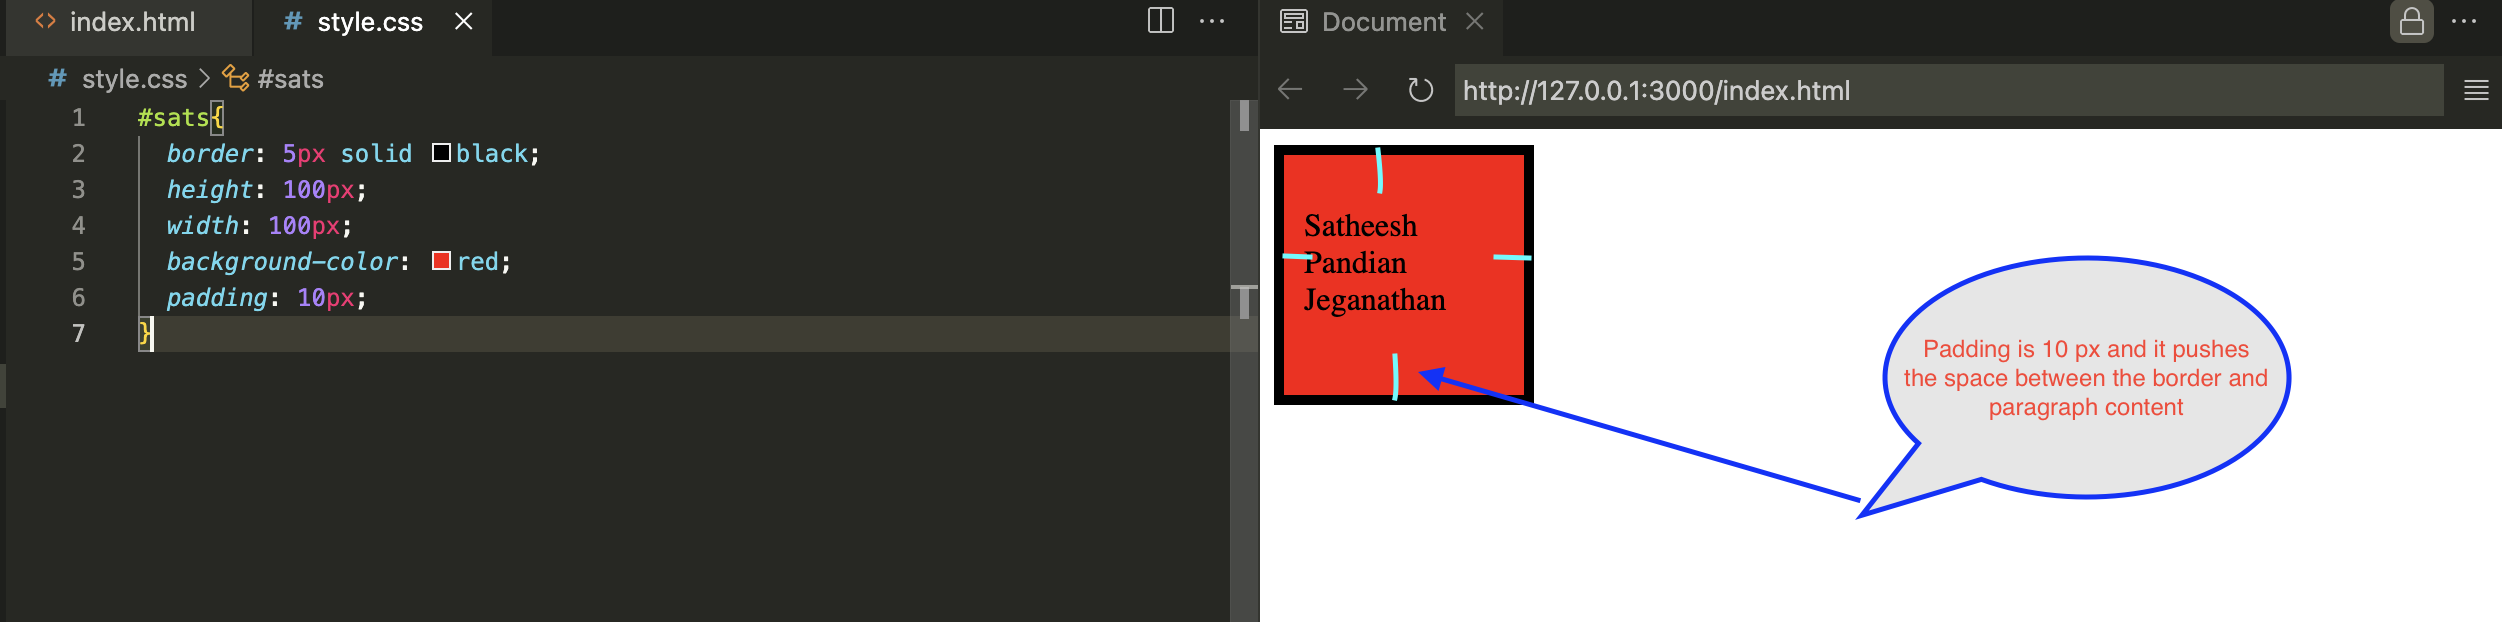 index.html
style.css
style.css > #sats
1 #sats{
2 border: 5px solid black;
3 height: 100px;
4 width: 100px;
5 background-color: red;
6 padding: 10px;
7 }
Document
http://127.0.0.1:3000/index.html
Satheesh
Pandian
Jeganathan
Padding is 10 px and it pushes
the space between the border and
paragraph content